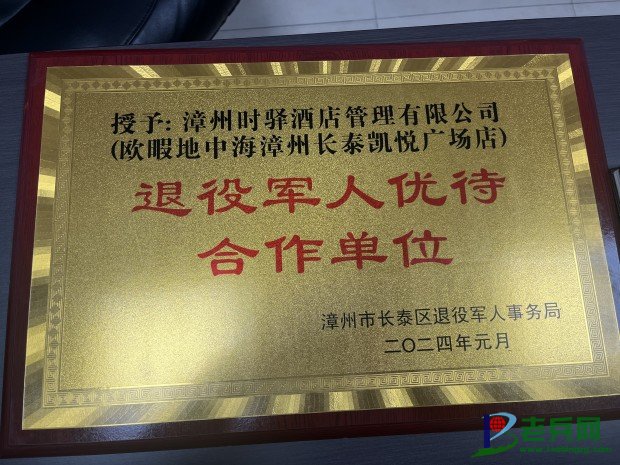 授予: 漳州时驿酒店管理有限公司
(欧暇地中海漳州长泰凯悦广场店)
退役军人优待
合作单位
漳州市长泰区退役军人事务局
二〇二四年元月
老兵网